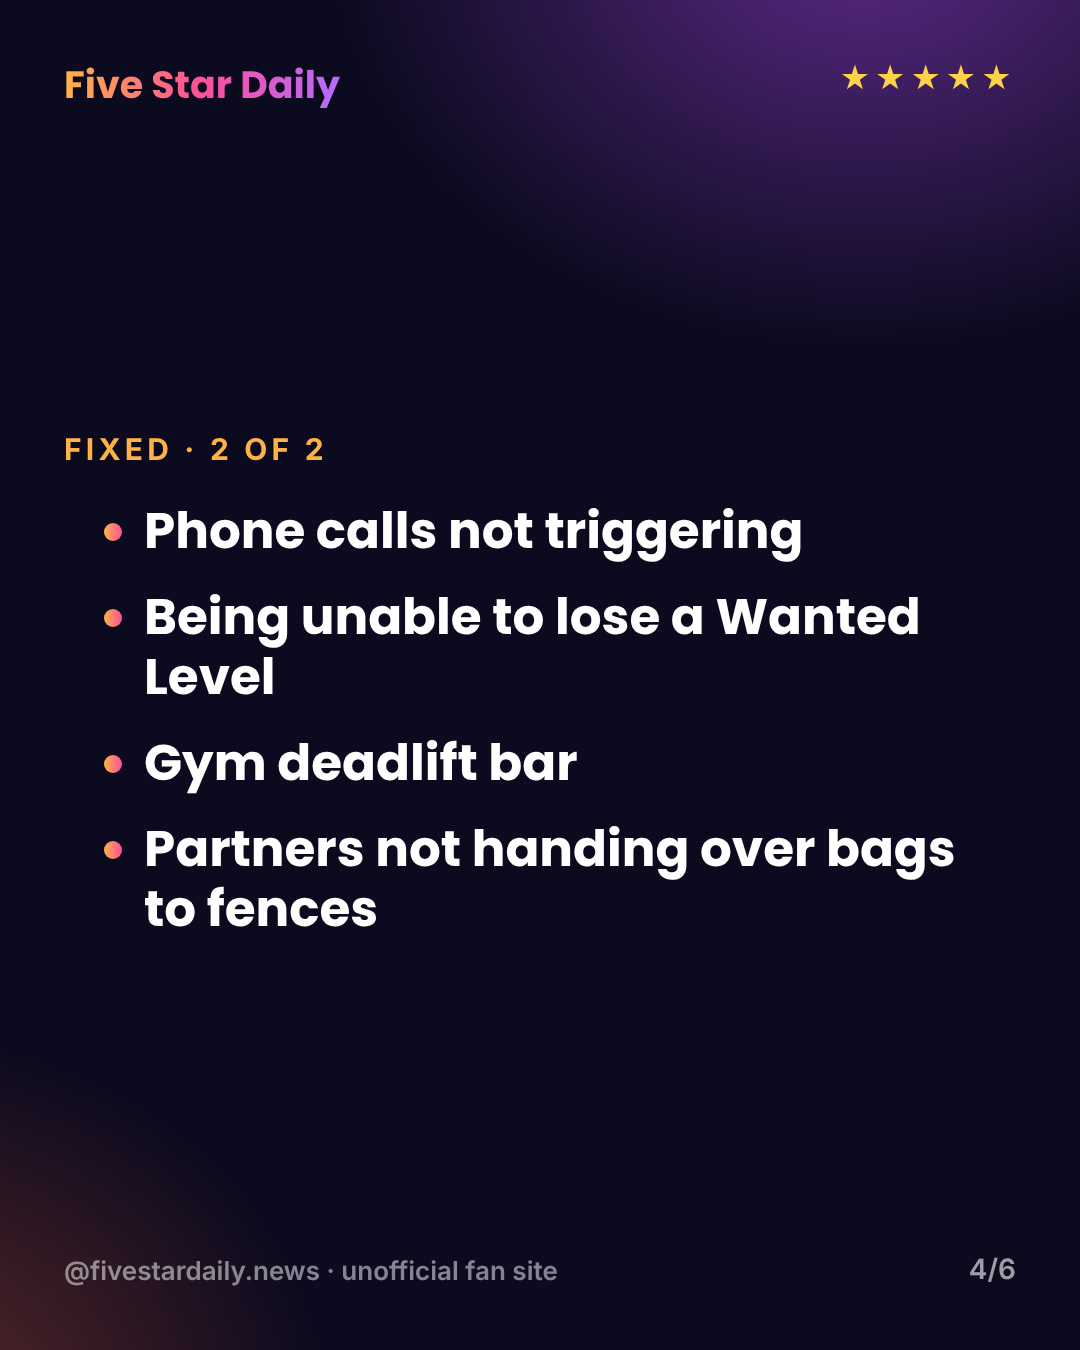 Five Star Daily
★★★★★
FIXED · 2 OF 2
• Phone calls not triggering
• Being unable to lose a Wanted
Level
• Gym deadlift bar
• Partners not handing over bags
to fences
@fivestardaily.news · unofficial fan site
4/6